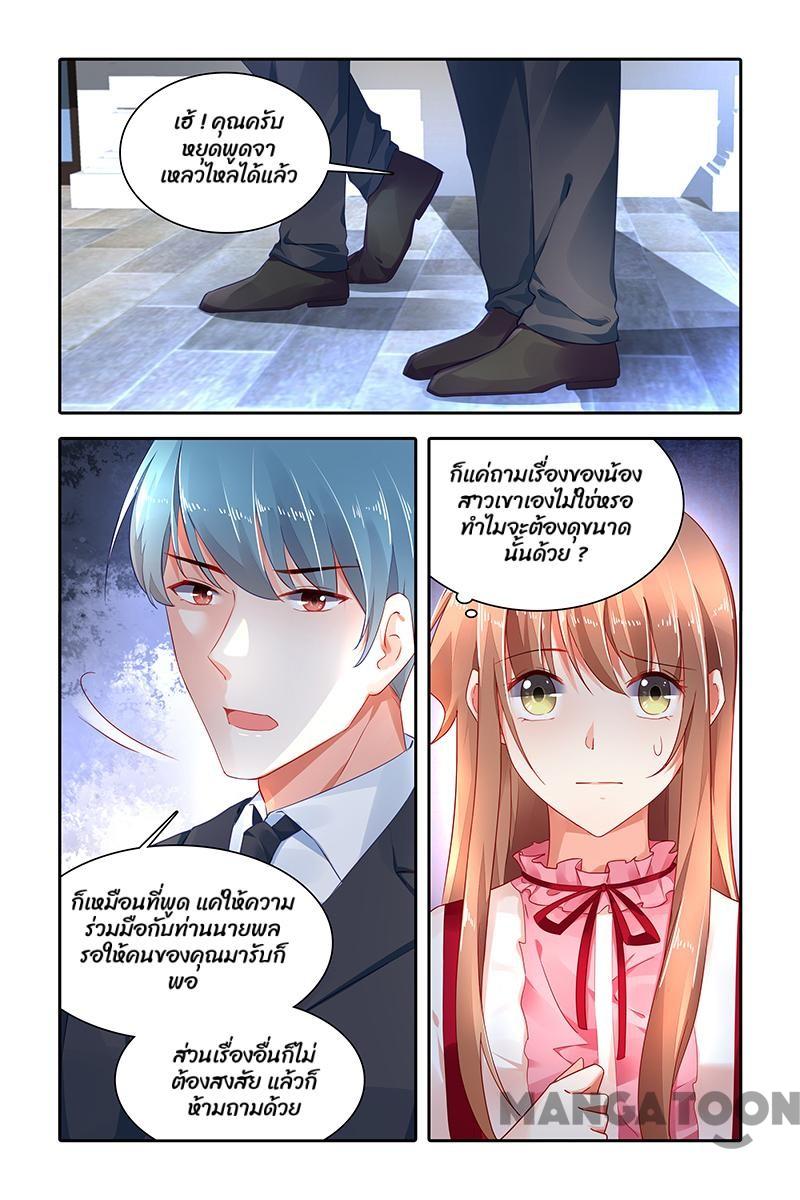 เฮ้ ! คุณครับ
หยุดพูดจา
เหลวไหลได้แล้ว
ก็แค่ถามเรื่องของน้อง
สาวเขาเองไม่ใช่หรอ
ทำไมจะต้องดุขนาด
นั้นด้วย ?
ก็เหมือนที่พูด แค่ให้ความ
ร่วมมือกับท่านนายพล
รอให้คนของคุณมารับก็
พอ
ส่วนเรื่องอื่นก็ไม่
ต้องสงสัย แล้วก็
ห้ามถามด้วย
MANGATOON